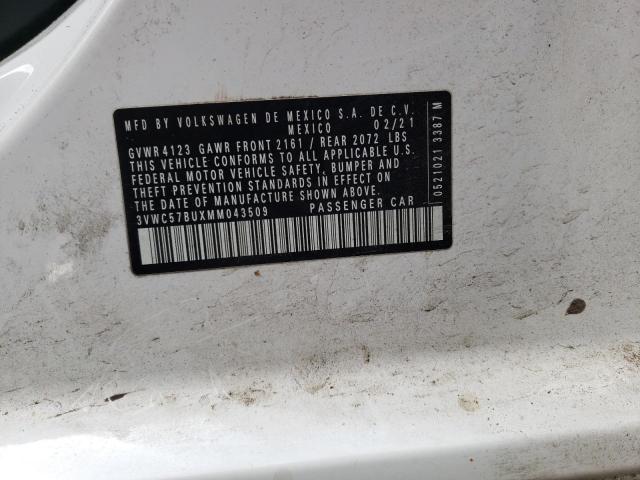 MFD BY VOLKSWAGEN DE MEXICO S.A. DE C.V.
MEXICO 02/21
GVWR 4123 GAWR FRONT 2161 / REAR 2072 LBS
THIS VEHICLE CONFORMS TO ALL APPLICABLE U.S.
FEDERAL MOTOR VEHICLE SAFETY, BUMPER AND
THEFT PREVENTION STANDARDS IN EFFECT ON
THE DATE OF MANUFACTURE SHOWN ABOVE.
3VWC57BUXMM043509 PASSENGER CAR
0521021 3387 M